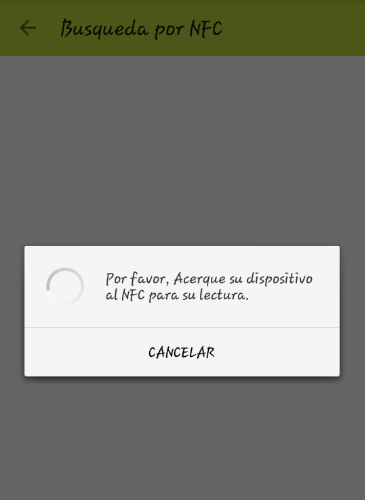 Busqueda por NFC
Por favor, Acerque su dispositivo
al NFC para su lectura.
CANCELAR